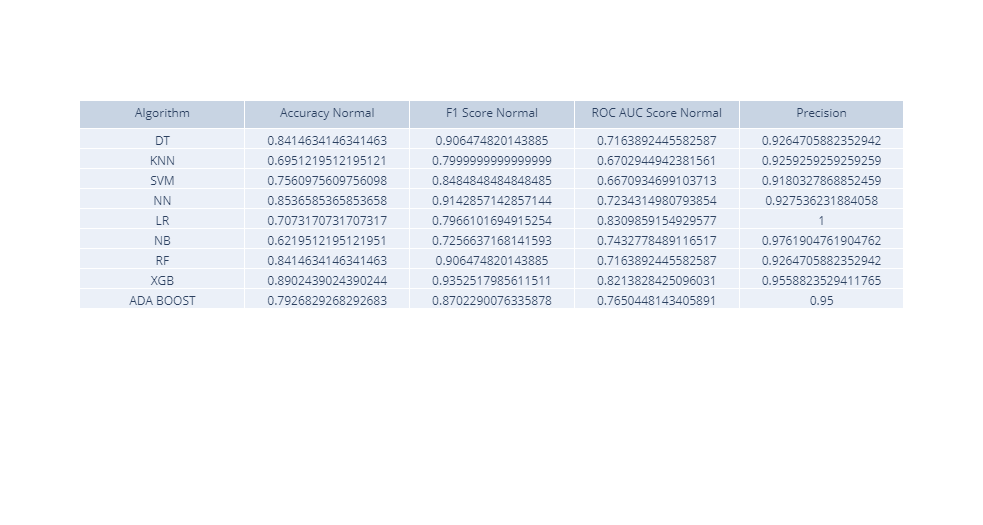 Algorithm Accuracy Normal F1 Score Normal ROC AUC Score Normal Precision
DT 0.8414634146341463 0.906474820143885 0.7163892445582587 0.9264705882352942
KNN 0.6951219512195121 0.7999999999999999 0.6702944942381561 0.9259259259259259
SVM 0.7560975609756098 0.8484848484848485 0.6670934699103713 0.9180327868852459
NN 0.8536585365853658 0.9142857142857144 0.7234314980793854 0.927536231884058
LR 0.7073170731707317 0.7966101694915254 0.8309859154929577 1
NB 0.6219512195121951 0.7256637168141593 0.7432778489116517 0.9761904761904762
RF 0.8414634146341463 0.906474820143885 0.7163892445582587 0.9264705882352942
XGB 0.8902439024390244 0.9352517985611511 0.8213828425096031 0.9558823529411765
ADA BOOST 0.7926829268292683 0.8702290076335878 0.7650448143405891 0.95